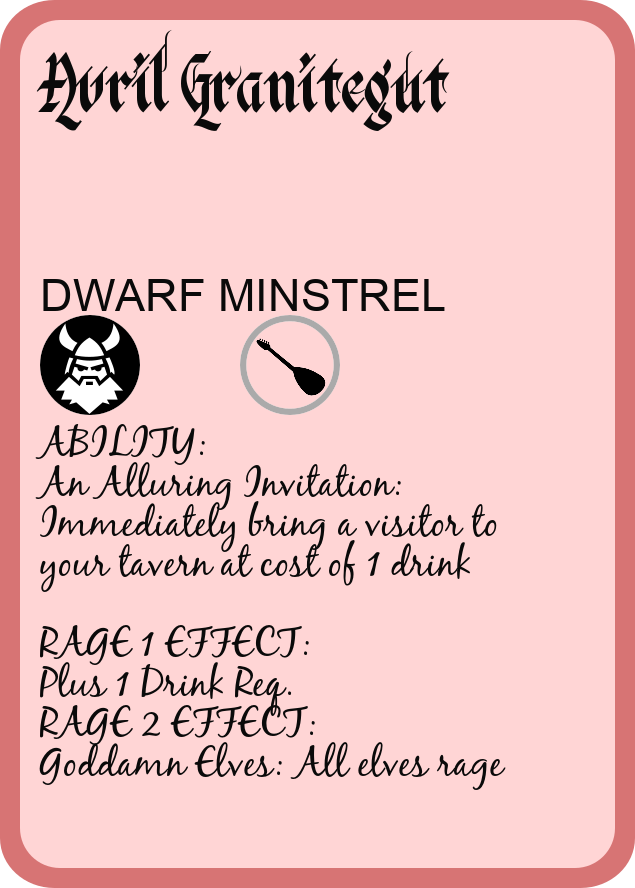 Avril Granitegut
DWARF MINSTREL
ABILITY:
An Alluring Invitation:
Immediately bring a visitor to
your tavern at cost of 1 drink
RAGE 1 EFFECT:
Plus 1 Drink Req.
RAGE 2 EFFECT:
Goddamn Elves: All elves rage